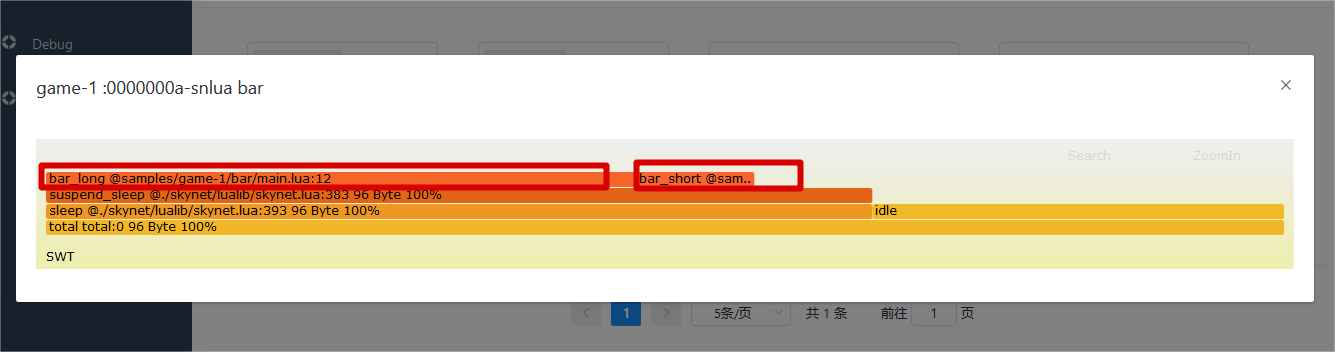 Debug
game-1 :0000000a-snlua bar
Search
ZoomIn
bar_long @samples/game-1/bar/main.lua:12
bar_short @sam..
suspend_sleep @./skynet/lualib/skynet.lua:383 96 Byte 100%
sleep @./skynet/lualib/skynet.lua:393 96 Byte 100%
idle
total total:0 96 Byte 100%
SWT
1
5条/页
共 1 条
前往
1
页